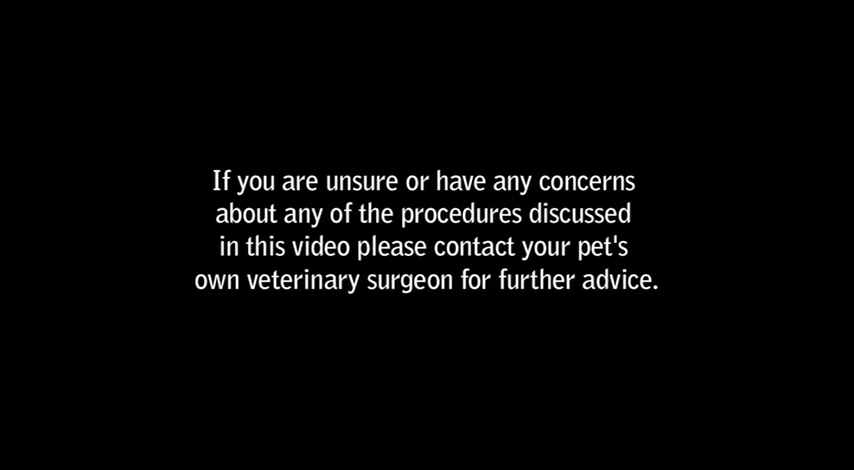 If you are unsure or have any concerns
about any of the procedures discussed
in this video please contact your pet's
own veterinary surgeon for further advice.